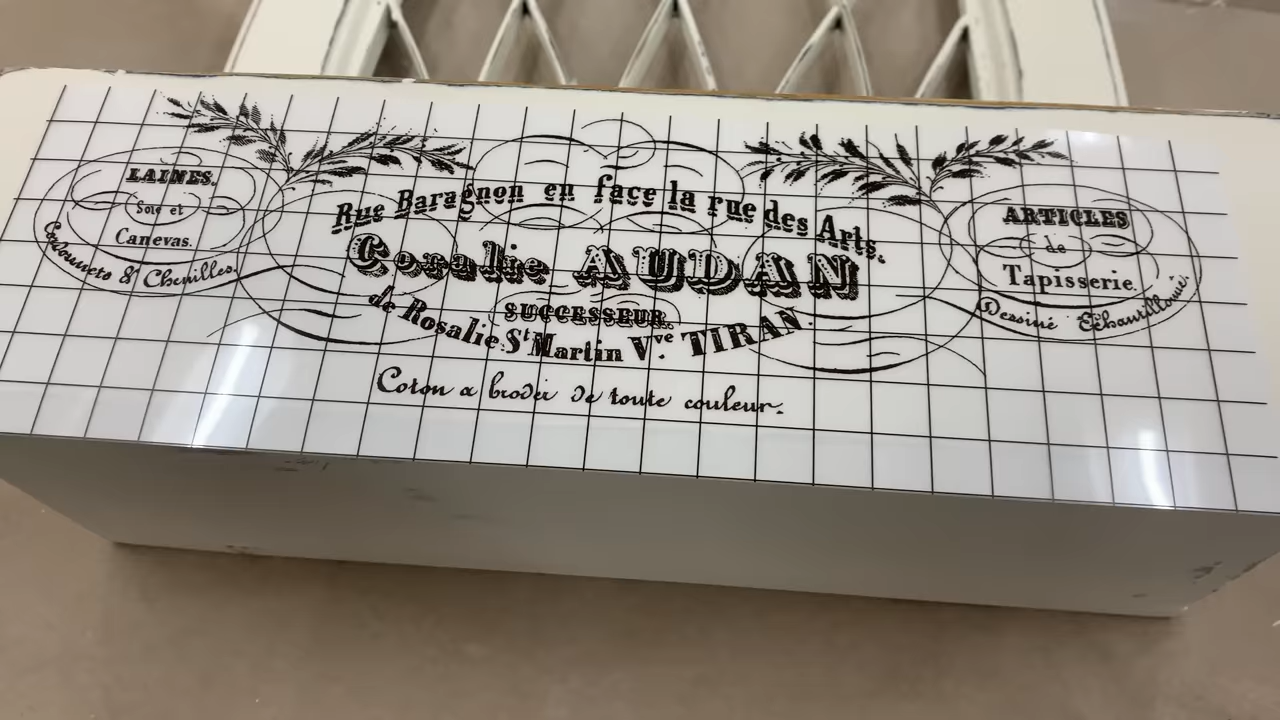 LAINES.
Soie et
Canevas.
Cordonnets & Chenilles.
Rue Baragnon en face la rue des Arts.
Coralie AUDAN
SUCCESSEUR.
de Rosalie St Martin Vve. TIRAN.
Coton a broder de toute couleur.
ARTICLES
de
Tapisserie.
Dessiné Echantillonné.